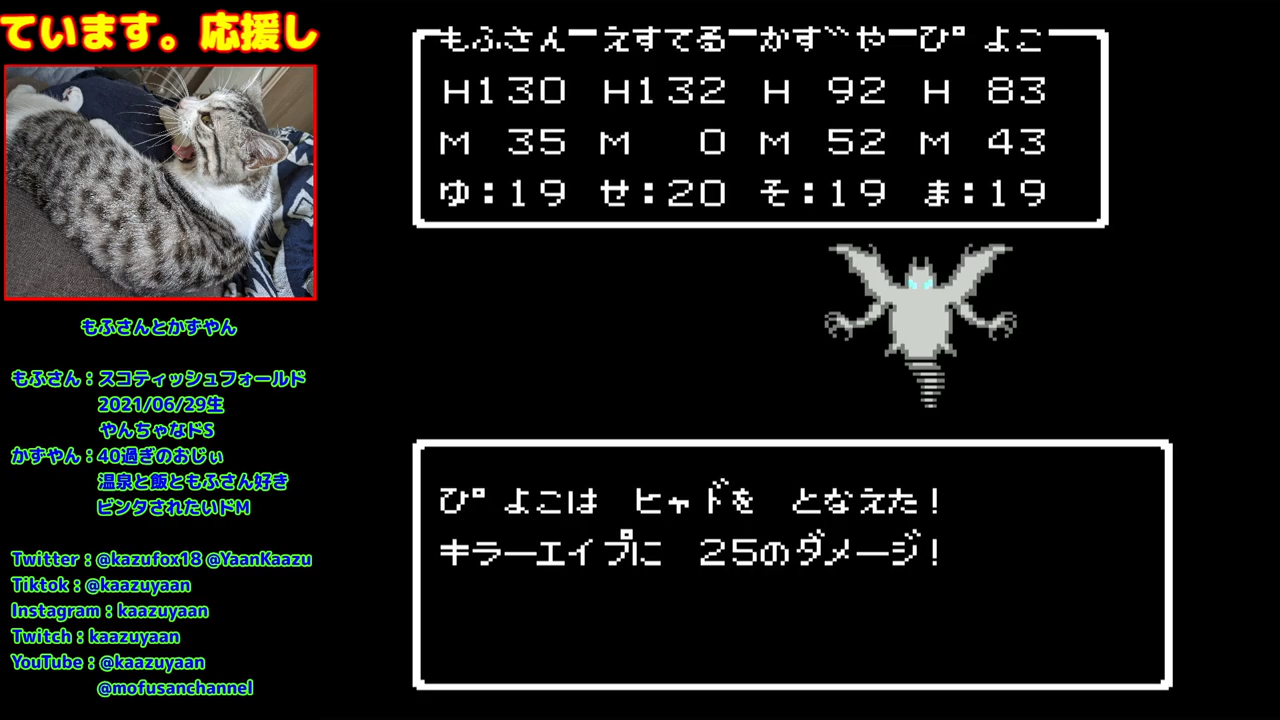 ています。応援し
もふさんとかずやん
もふさん：スコティッシュフォールド
2021/06/29生
やんちゃなドS
かずやん：40過ぎのおじぃ
温泉と飯ともふさん好き
ビンタされたいドM
Twitter：@kazufox18 @YaanKaazu
Tiktok：@kaazuyaan
Instagram：kaazuyaan
Twitch：kaazuyaan
YouTube：@kaazuyaan
@mofusanchannel
もふさん えすてる かずや ぴよこ
H130 H132 H 92 H 83
M 35 M 0 M 52 M 43
ゆ:19 せ:20 そ:19 ま:19
ぴよこは ヒャドを となえた！
キラーエイプに 25のダメージ！